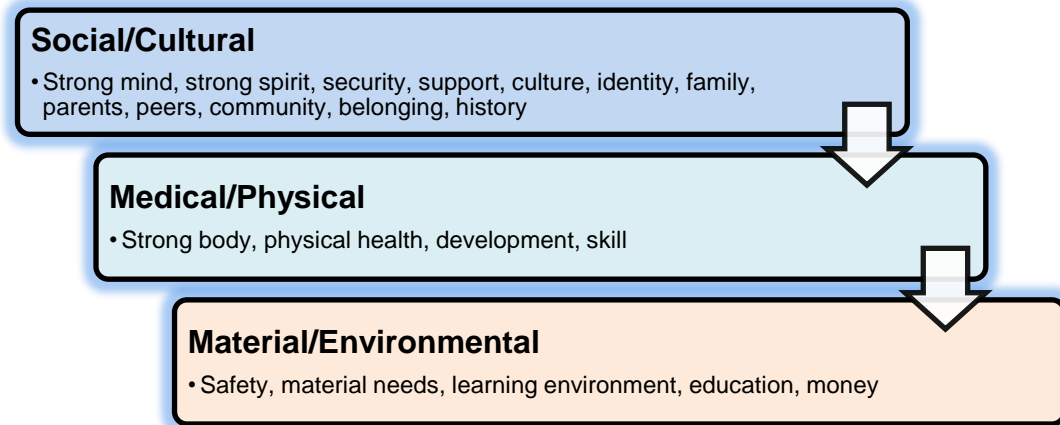 Social/Cultural
• Strong mind, strong spirit, security, support, culture, identity, family,
parents, peers, community, belonging, history
Medical/Physical
• Strong body, physical health, development, skill
Material/Environmental
• Safety, material needs, learning environment, education, money